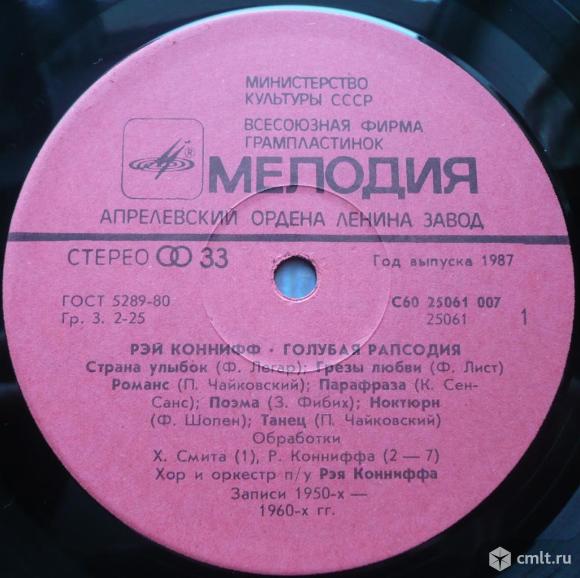 МИНИСТЕРСТВО
КУЛЬТУРЫ СССР
ВСЕСОЮЗНАЯ ФИРМА
ГРАМПЛАСТИНОК
® МЕЛОДИЯ
АПРЕЛЕВСКИЙ ОРДЕНА ЛЕНИНА ЗАВОД
СТЕРЕО 33
Год выпуска 1987
ГОСТ 5289-80
Гр. 3. 2-25
С60 25061 007
25061
1
РЭЙ КОННИФФ · ГОЛУБАЯ РАПСОДИЯ
Страна улыбок (Ф. Легар); Грезы любви (Ф. Лист)
Романс (П. Чайковский); Парафраза (К. Сен-
Санс); Поэма (З. Фибих); Ноктюрн
(Ф. Шопен); Танец (П. Чайковский)
Обработки
Х. Смита (1), Р. Конниффа (2—7)
Хор и оркестр п/у Рэя Конниффа
Записи 1950-х —
1960-х гг.
cmlt.ru